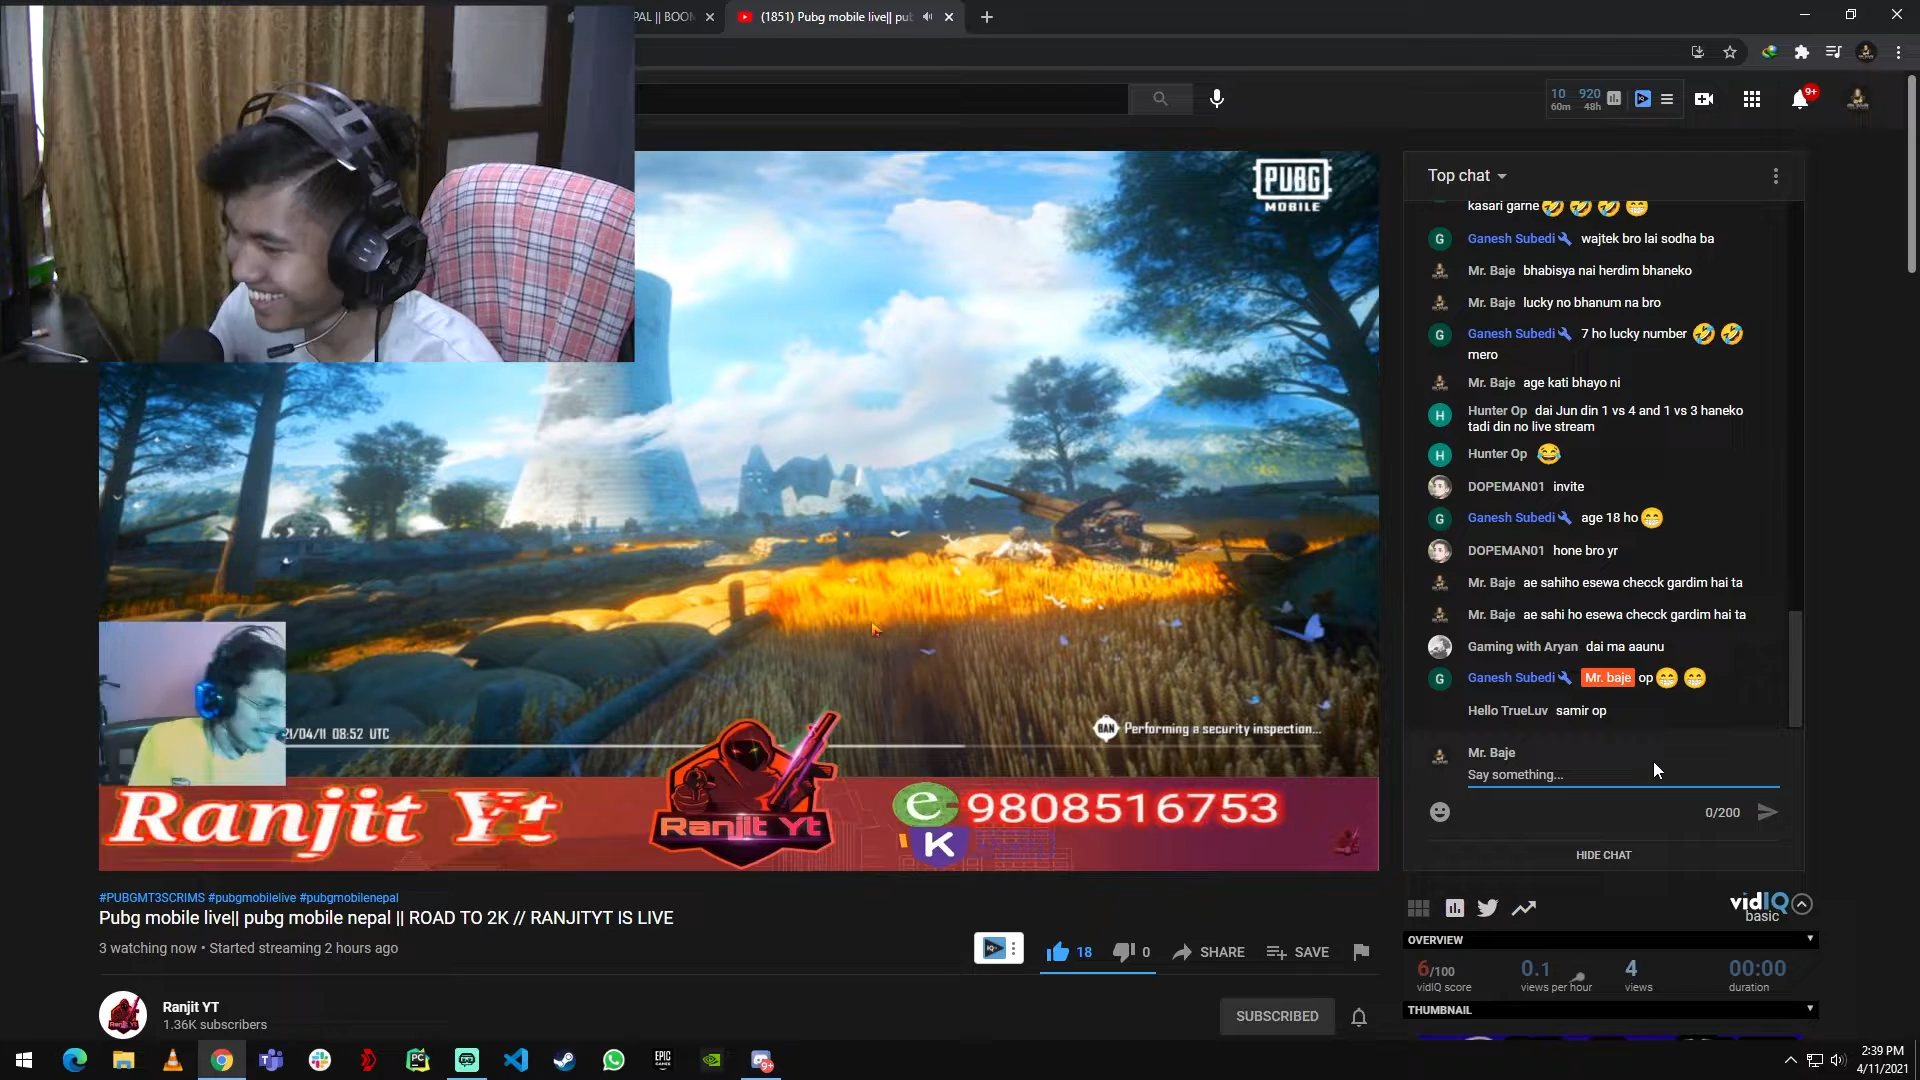 PAL || BOOM
(1851) Pubg mobile live|| pub
10
60m
920
48h
9+
PUBG
MOBILE
21/04/11 08:52 UTC
BAN
Performing a security inspection...
Ranjit Yt
Ranjit Yt
e 9808516753
K
#PUBGMT3SCRIMS #pubgmobilelive #pubgmobilenepal
Pubg mobile live|| pubg mobile nepal || ROAD TO 2K // RANJITYT IS LIVE
3 watching now • Started streaming 2 hours ago
18
0
SHARE
SAVE
Ranjit YT
1.36K subscribers
SUBSCRIBED
Top chat
kasari garne🤣🤣🤣😁
G Ganesh Subedi wajtek bro lai sodha ba
Mr. Baje bhabisya nai herdim bhaneko
Mr. Baje lucky no bhanum na bro
G Ganesh Subedi 7 ho lucky number 🤣🤣
mero
Mr. Baje age kati bhayo ni
H Hunter Op dai Jun din 1 vs 4 and 1 vs 3 haneko
tadi din no live stream
H Hunter Op 😂
DOPEMAN01 invite
G Ganesh Subedi age 18 ho😁
DOPEMAN01 hone bro yr
Mr. Baje ae sahiho esewa checck gardim hai ta
Mr. Baje ae sahi ho esewa checck gardim hai ta
Gaming with Aryan dai ma aaunu
G Ganesh Subedi Mr. baje op😁😁
Hello TrueLuv samir op
Mr. Baje
Say something...
0/200
HIDE CHAT
vidIQ
basic
OVERVIEW
6/100
vidIQ score
0.1
views per hour
4
views
00:00
duration
THUMBNAIL
EPIC
GAMES
9+
2:39 PM
4/11/2021